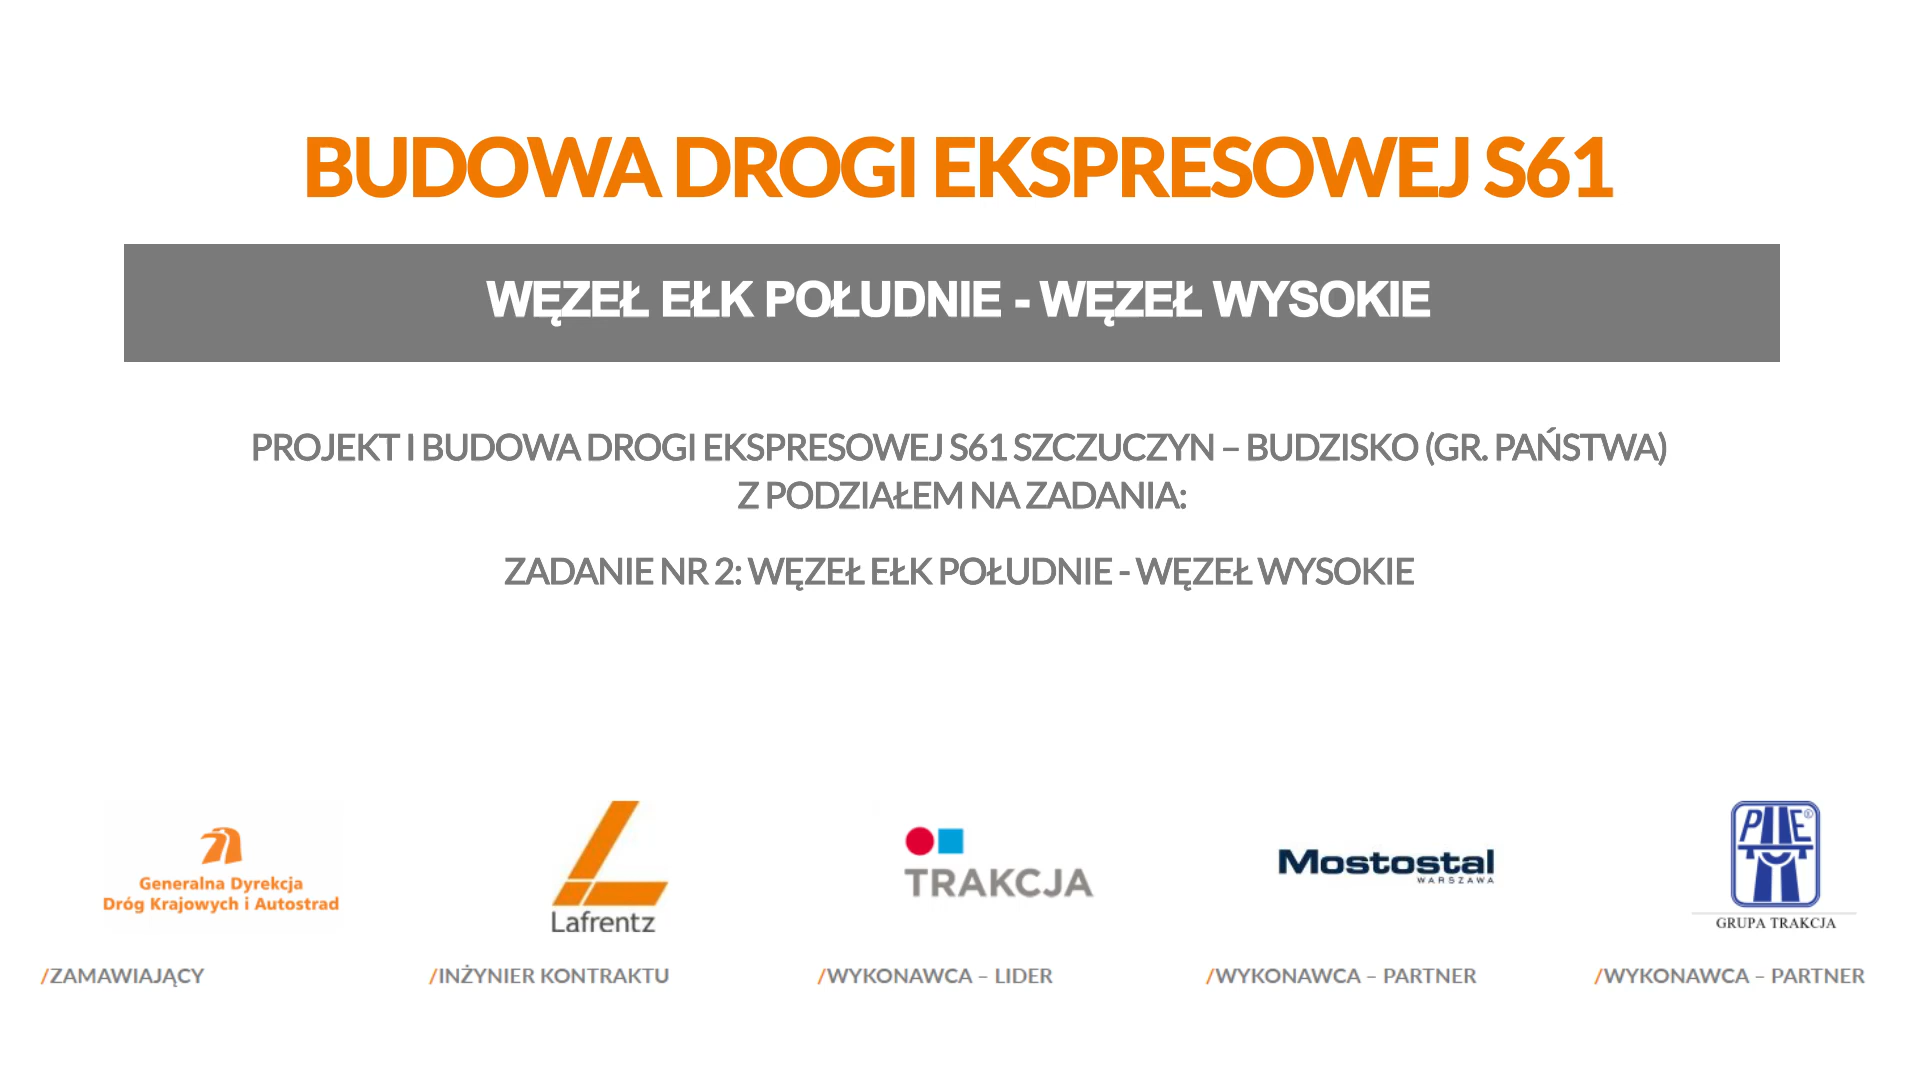 BUDOWA DROGI EKSPRESOWEJ S61
WĘZEŁ EŁK POŁUDNIE - WĘZEŁ WYSOKIE
PROJEKT I BUDOWA DROGI EKSPRESOWEJ S61 SZCZUCZYN – BUDZISKO (GR. PAŃSTWA)
Z PODZIAŁEM NA ZADANIA:
ZADANIE NR 2: WĘZEŁ EŁK POŁUDNIE - WĘZEŁ WYSOKIE
Generalna Dyrekcja
Dróg Krajowych i Autostrad
Lafrentz
TRAKCJA
Mostostal
WARSZAWA
®
GRUPA TRAKCJA
/ZAMAWIAJĄCY
/INŻYNIER KONTRAKTU
/WYKONAWCA – LIDER
/WYKONAWCA – PARTNER
/WYKONAWCA – PARTNER